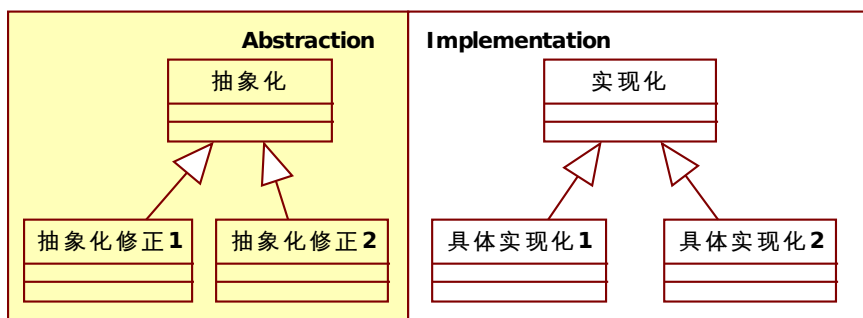 Abstraction
Implementation
抽象化
实现化
抽象化修正1
抽象化修正2
具体实现化1
具体实现化2